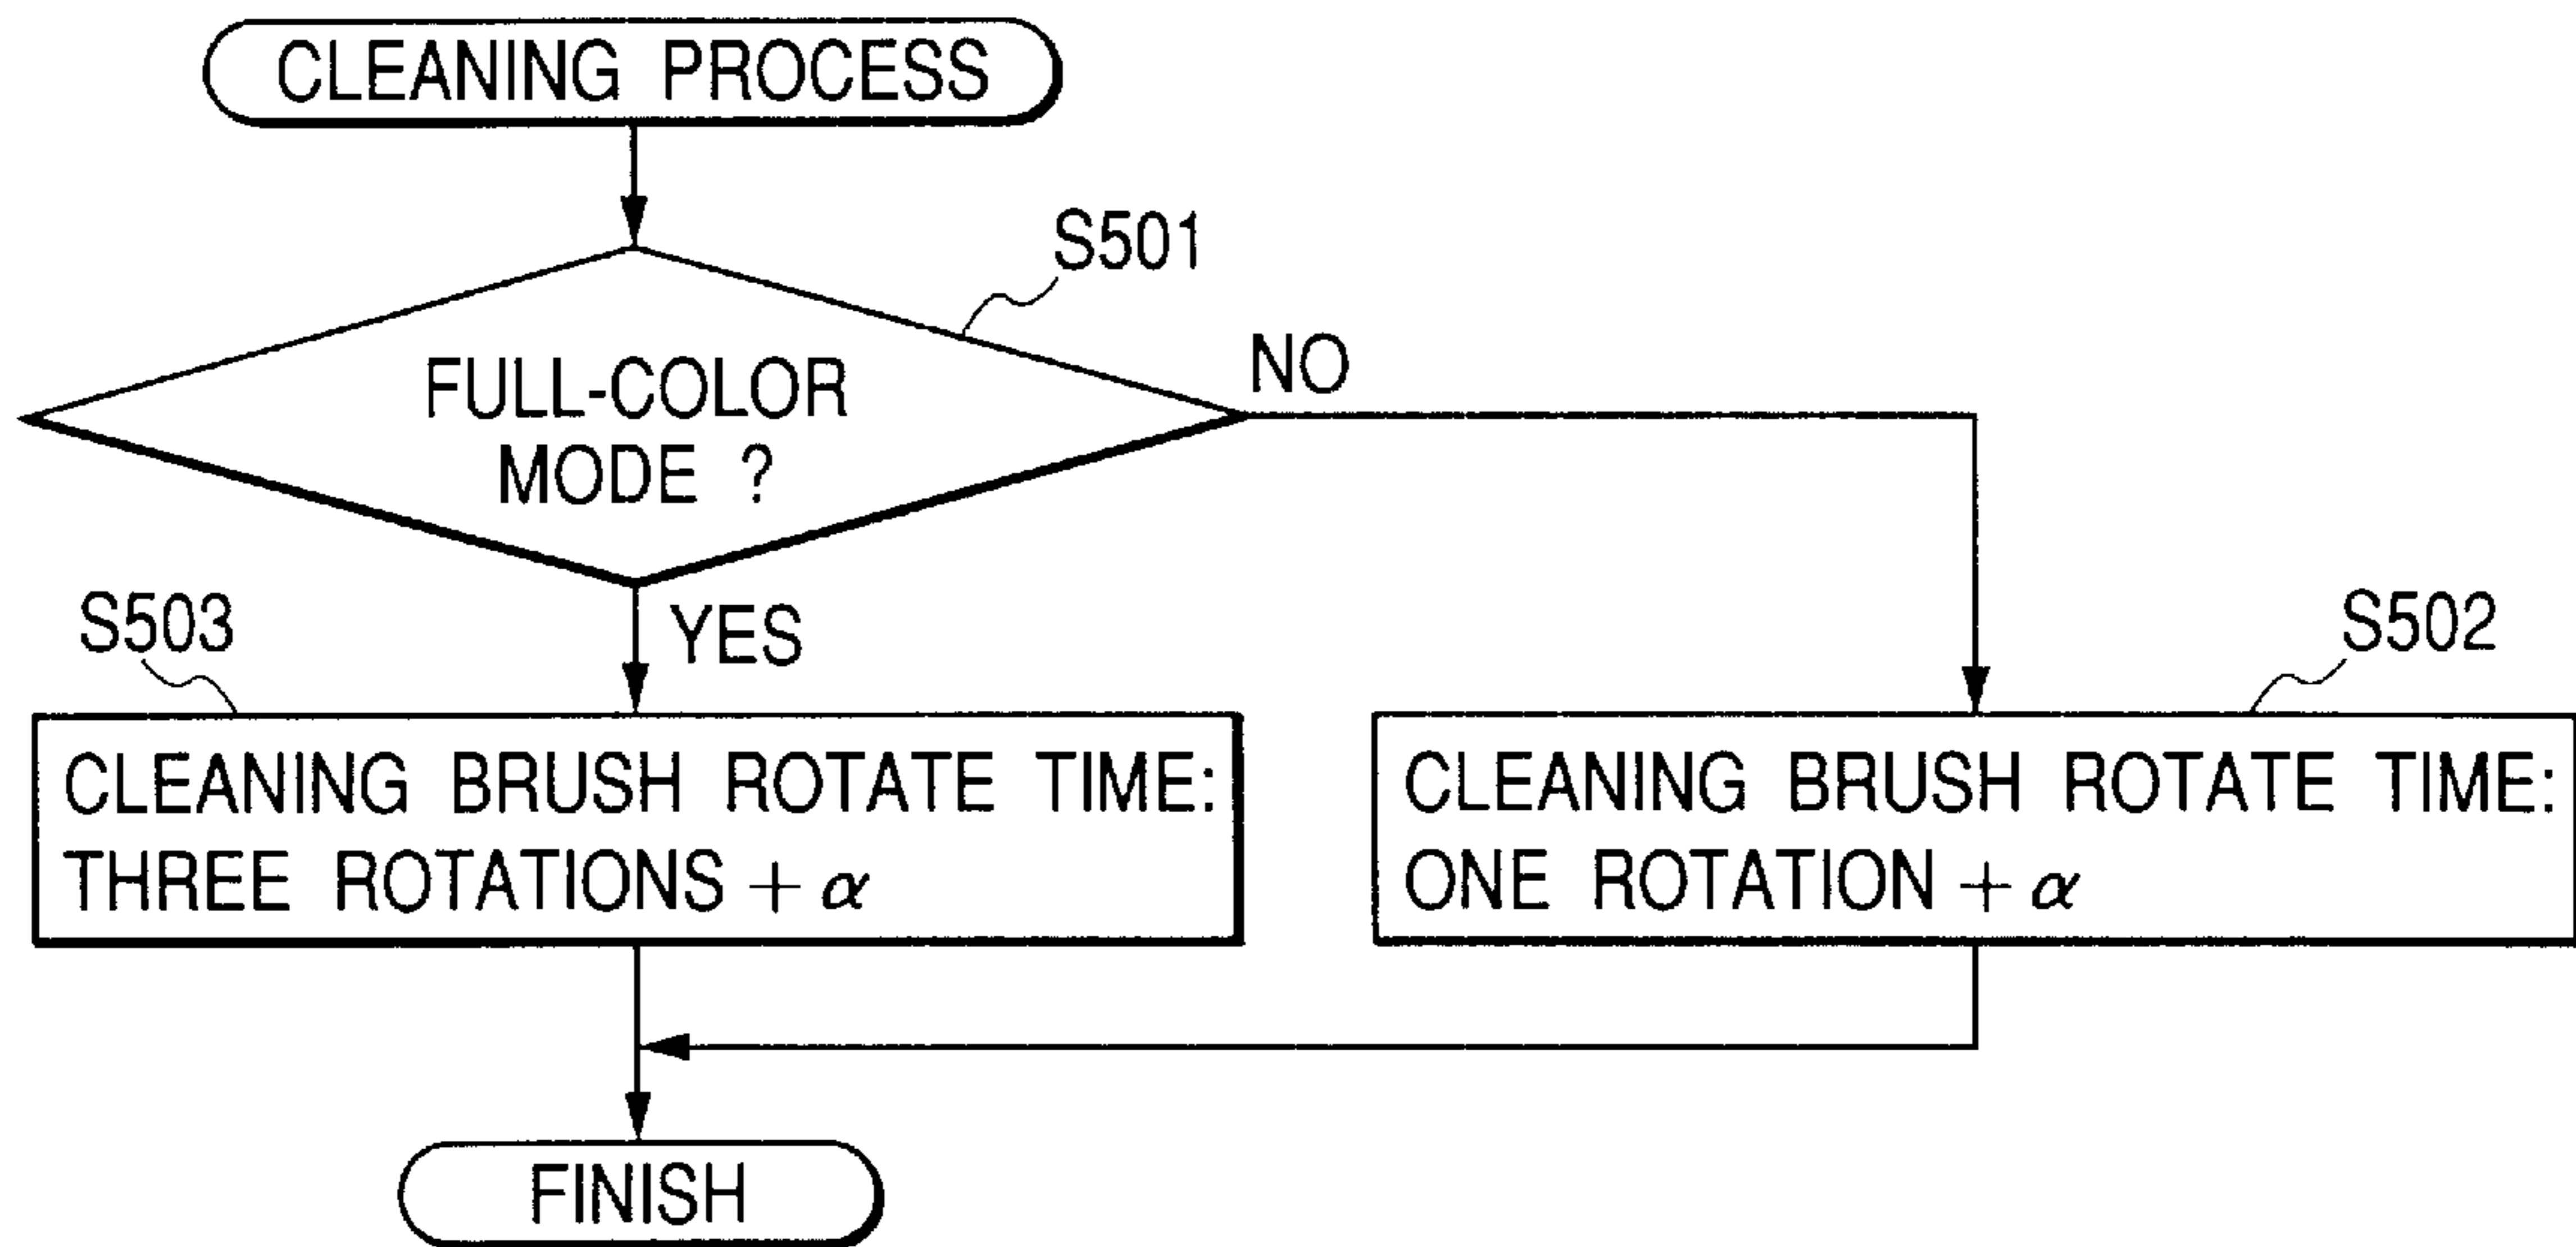 CLEANING PROCESS
S501
FULL-COLOR
MODE ?
NO
YES
S503
CLEANING BRUSH ROTATE TIME:
THREE ROTATIONS + α
S502
CLEANING BRUSH ROTATE TIME:
ONE ROTATION + α
FINISH